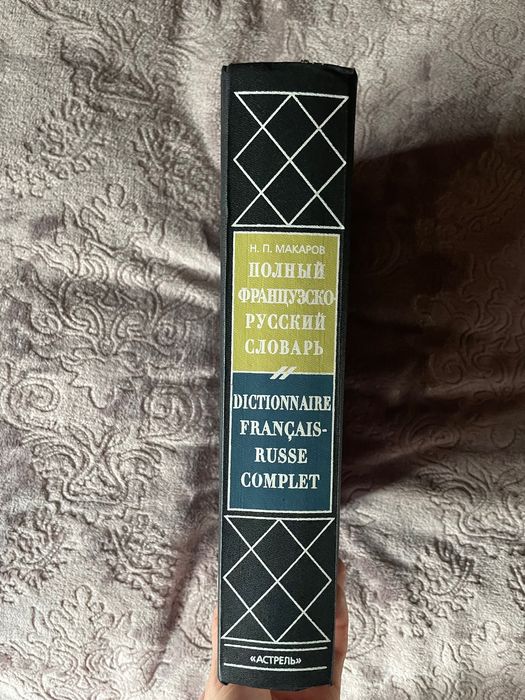 Н. П. МАКАРОВ
ПОЛНЫЙ
ФРАНЦУЗСКО-
РУССКИЙ
СЛОВАРЬ
DICTIONNAIRE
FRANÇAIS-
RUSSE
COMPLET
«АСТРЕЛЬ»